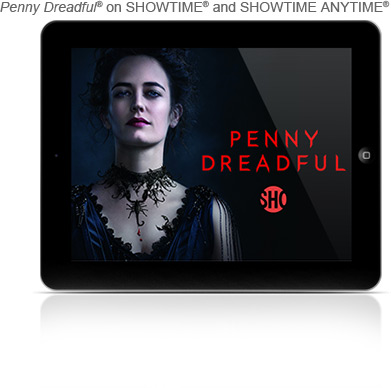 Penny Dreadful® on SHOWTIME® and SHOWTIME ANYTIME®
PENNY
DREADFUL
SHO